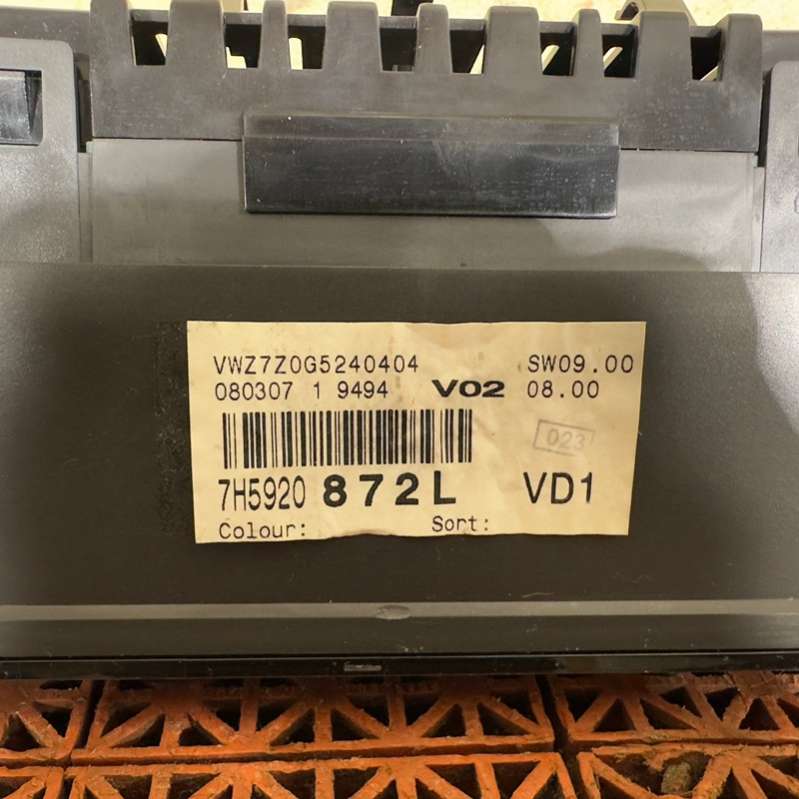 VWZ7Z0G5240404 SW09.00
080307 1 9494 V02 08.00
023
7H5920 872L VD1
Colour: Sort: